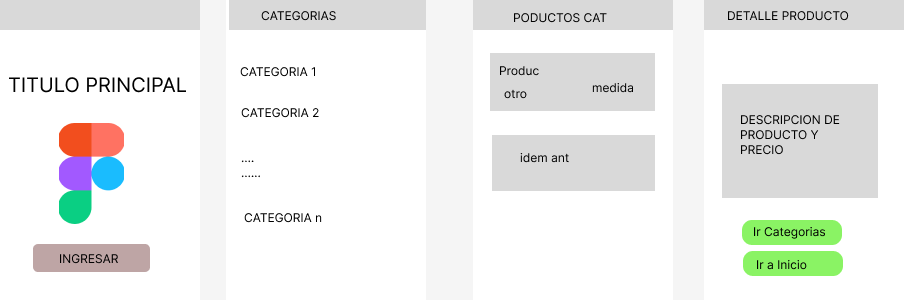 TITULO PRINCIPAL
INGRESAR
CATEGORIAS
CATEGORIA 1
CATEGORIA 2
....
......
CATEGORIA n
PODUCTOS CAT
Produc
otro
medida
idem ant
DETALLE PRODUCTO
DESCRIPCION DE
PRODUCTO Y
PRECIO
Ir Categorias
Ir a Inicio